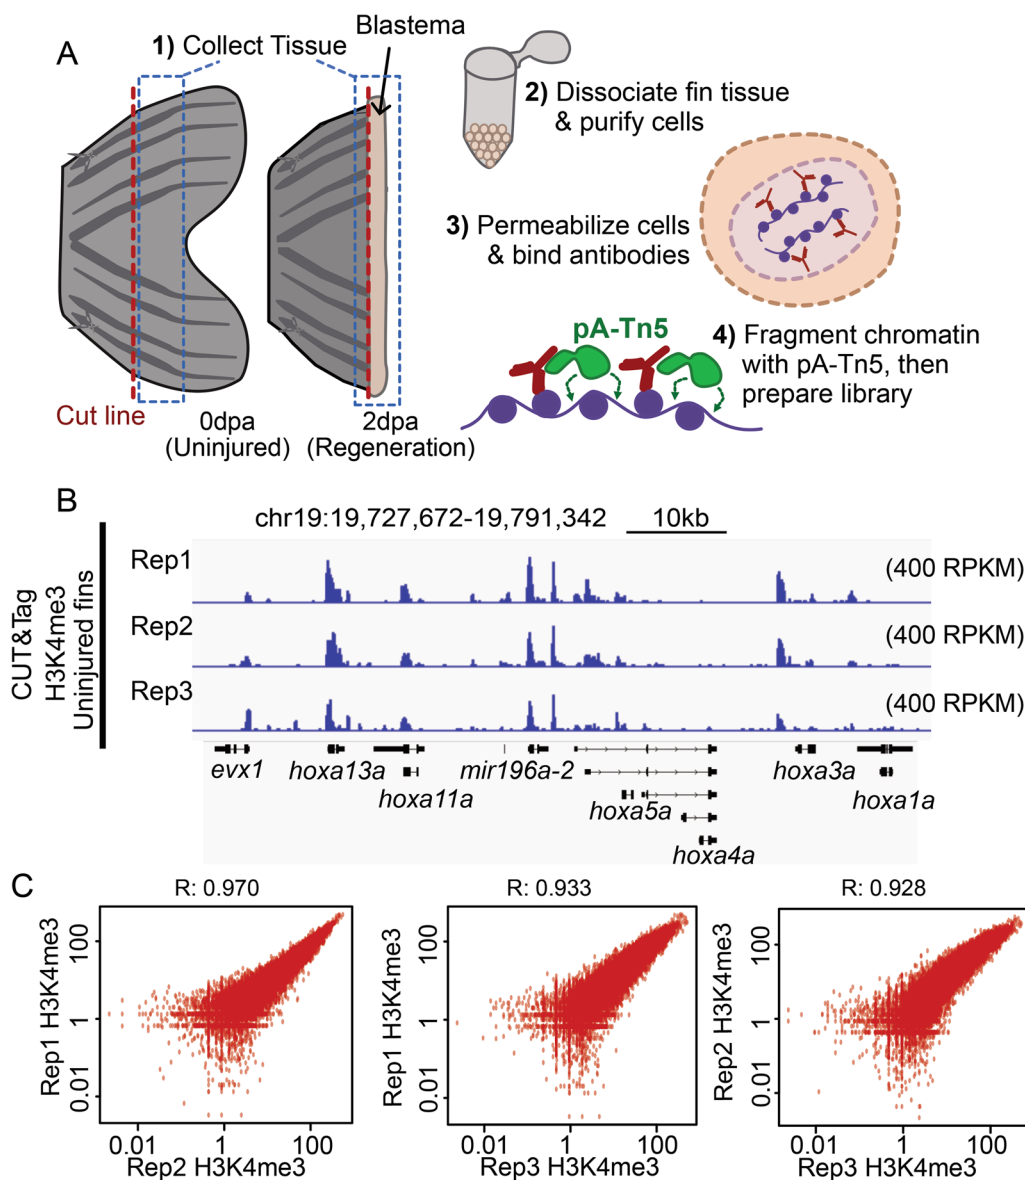 A
1) Collect Tissue
Blastema
Cut line
0dpa
(Uninjured)
2dpa
(Regeneration)
2) Dissociate fin tissue
& purify cells
3) Permeabilize cells
& bind antibodies
pA-Tn5
4) Fragment chromatin
with pA-Tn5, then
prepare library
B
CUT&Tag
H3K4me3
Uninjured fins
chr19:19,727,672-19,791,342
10kb
Rep1
(400 RPKM)
Rep2
(400 RPKM)
Rep3
(400 RPKM)
evx1
hoxa13a
hoxa11a
mir196a-2
hoxa5a
hoxa4a
hoxa3a
hoxa1a
C
R: 0.970
Rep1 H3K4me3
100
1
0.01
0.01 1 100
Rep2 H3K4me3
R: 0.933
Rep1 H3K4me3
100
1
0.01
0.01 1 100
Rep3 H3K4me3
R: 0.928
Rep2 H3K4me3
100
1
0.01
0.01 1 100
Rep3 H3K4me3